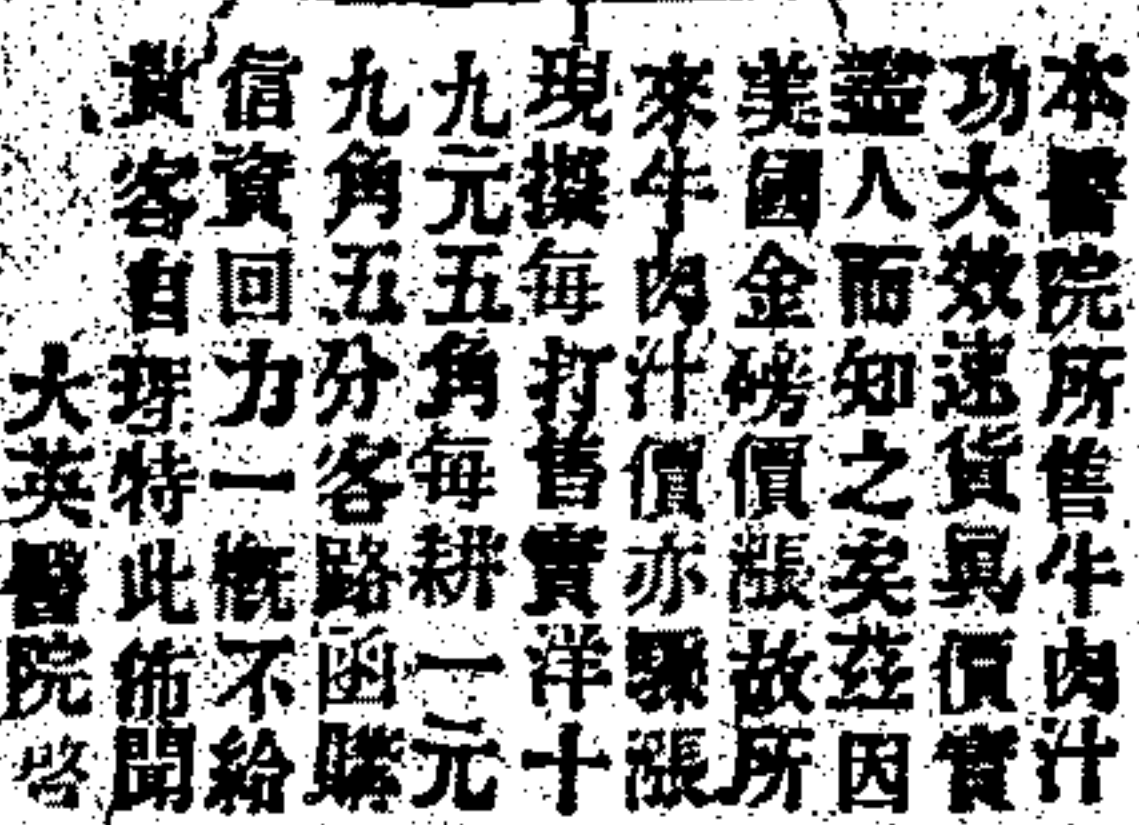 本醫院所售牛肉汁
功大效速貨眞價實
盡人而知之矣茲因
美國金磅價漲故所
來牛肉汁價亦驟漲
現擬每打售賣洋十
九元五角每耕一元
九角五分客路函購
信資回力一概不給
貴客自理特此佈聞
大英醫院啓